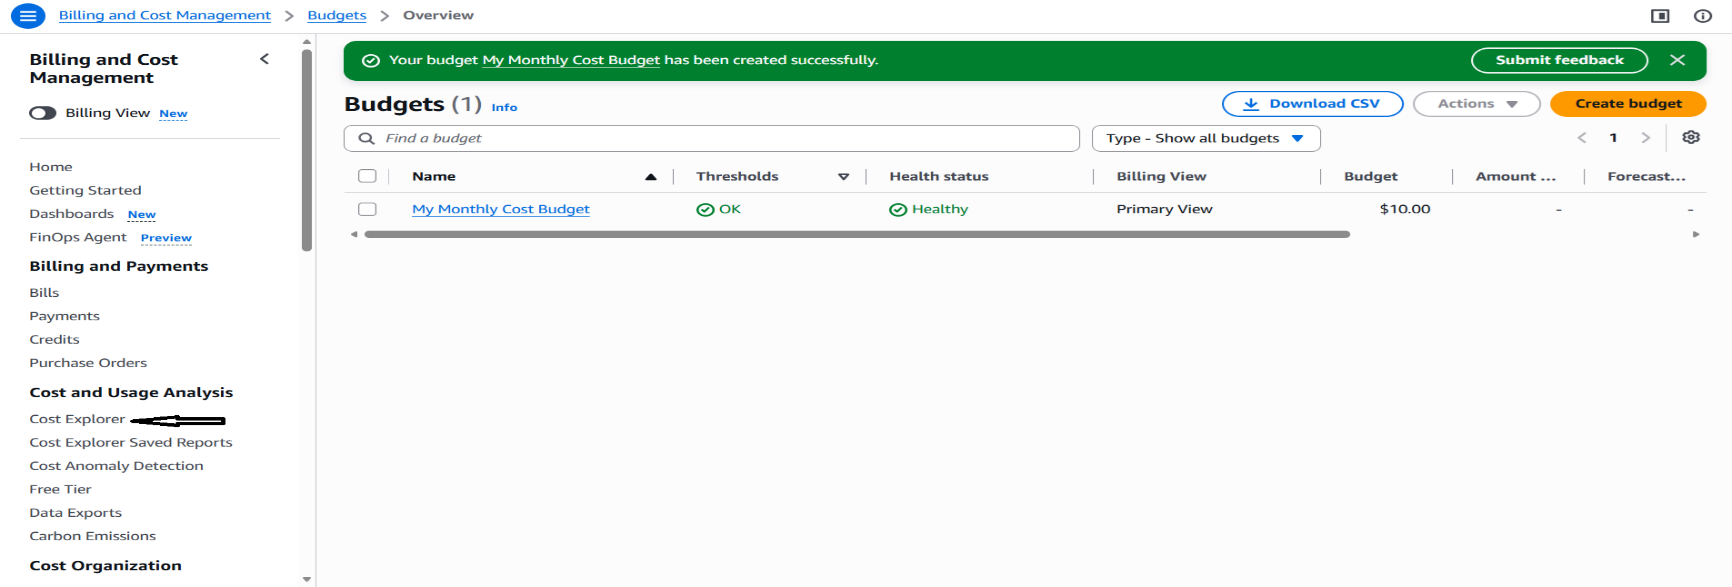 Billing and Cost Management > Budgets > Overview
Billing and Cost Management
Billing View New
Home
Getting Started
Dashboards New
FinOps Agent Preview
Billing and Payments
Bills
Payments
Credits
Purchase Orders
Cost and Usage Analysis
Cost Explorer
Cost Explorer Saved Reports
Cost Anomaly Detection
Free Tier
Data Exports
Carbon Emissions
Cost Organization
Your budget My Monthly Cost Budget has been created successfully. Submit feedback
Budgets (1) Info Download CSV Actions Create budget
Find a budget Type - Show all budgets 1
Name Thresholds Health status Billing View Budget Amount ... Forecast...
My Monthly Cost Budget OK Healthy Primary View $10.00 - -